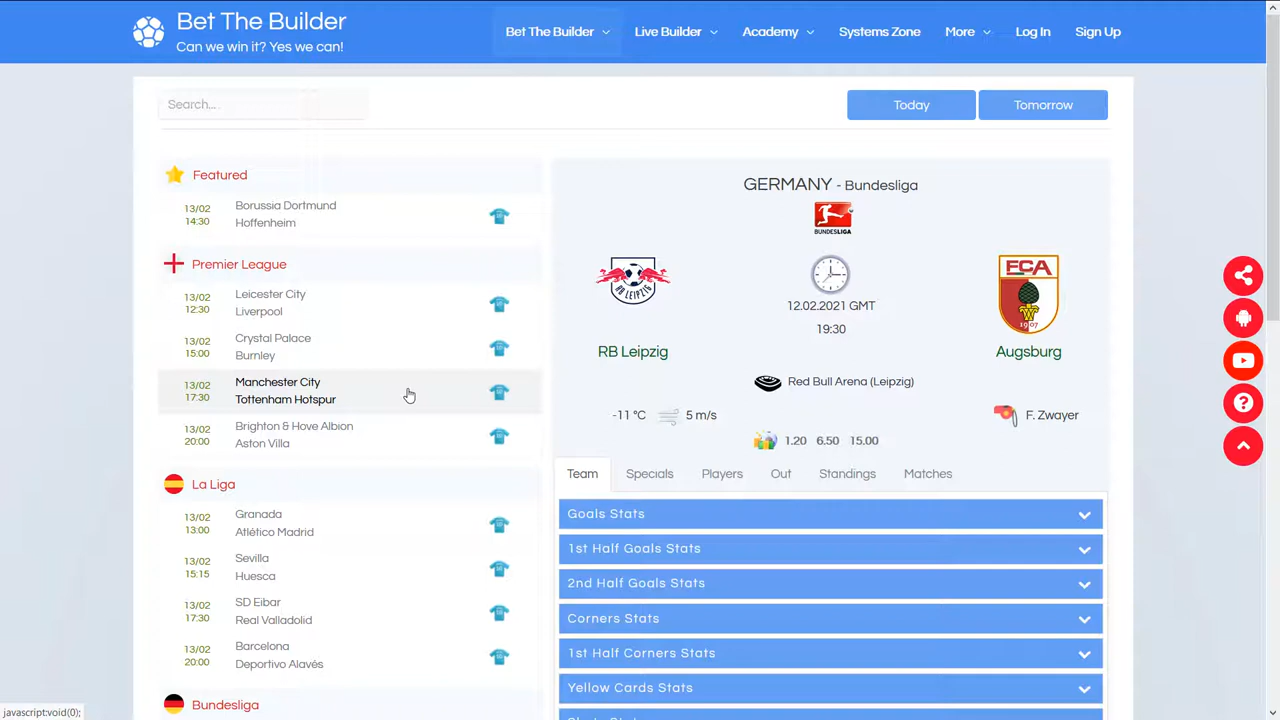 Bet The Builder
Can we win it? Yes we can!
Bet The Builder
Live Builder
Academy
Systems Zone
More
Log In
Sign Up
Search...
Today
Tomorrow
Featured
13/02
14:30
Borussia Dortmund
Hoffenheim
Premier League
13/02
12:30
Leicester City
Liverpool
13/02
15:00
Crystal Palace
Burnley
13/02
17:30
Manchester City
Tottenham Hotspur
13/02
20:00
Brighton & Hove Albion
Aston Villa
La Liga
13/02
13:00
Granada
Atlético Madrid
13/02
15:15
Sevilla
Huesca
13/02
17:30
SD Eibar
Real Valladolid
13/02
20:00
Barcelona
Deportivo Alavés
Bundesliga
GERMANY - Bundesliga
BUNDESLIGA
RB LEIPZIG
FCA
1907
12.02.2021 GMT
19:30
RB Leipzig
Augsburg
Red Bull Arena (Leipzig)
-11 °C
5 m/s
F. Zwayer
1.20 6.50 15.00
Team
Specials
Players
Out
Standings
Matches
Goals Stats
1st Half Goals Stats
2nd Half Goals Stats
Corners Stats
1st Half Corners Stats
Yellow Cards Stats
javascript:void(0);